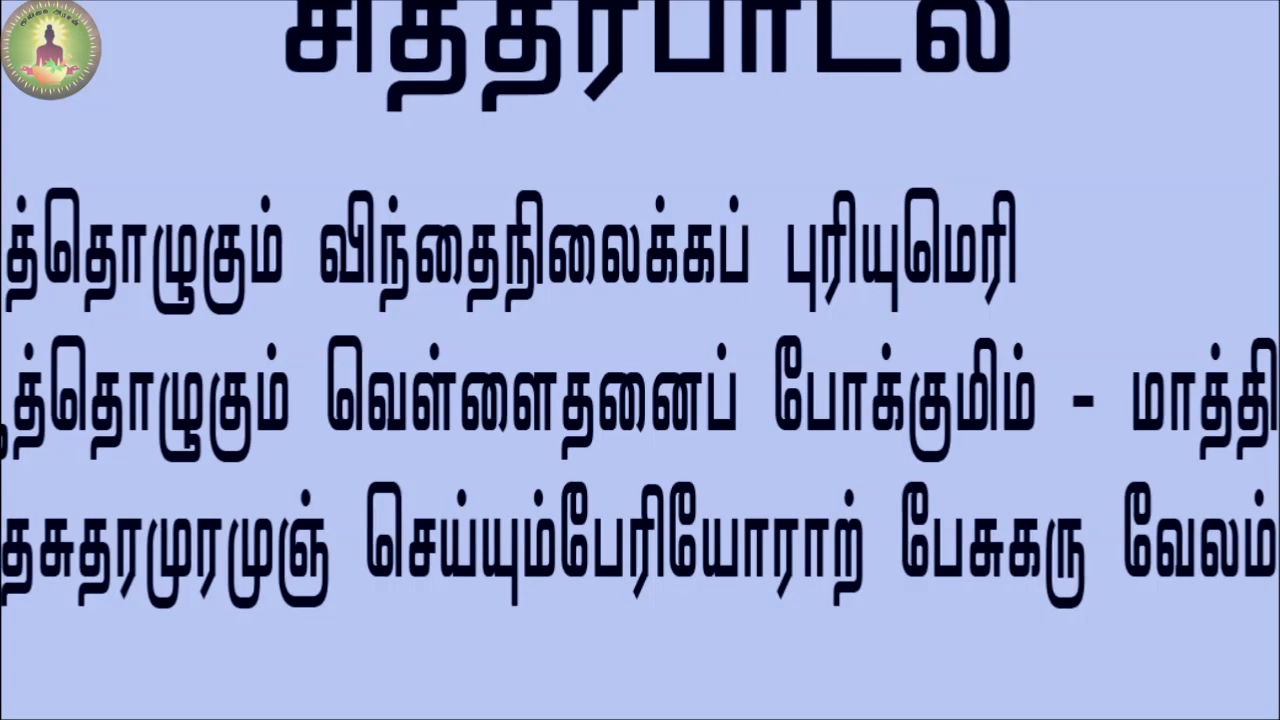 சித்தர்பாடல்
த்தொழுகும் விந்தைநிலைக்கப் புரியுமெரி
த்தொழுகும் வெள்ளைதனைப் போக்குமிம் - மாத்தி
தசுதரமுரமுஞ் செய்யும்பேரியோராற் பேசுகரு வேலம்